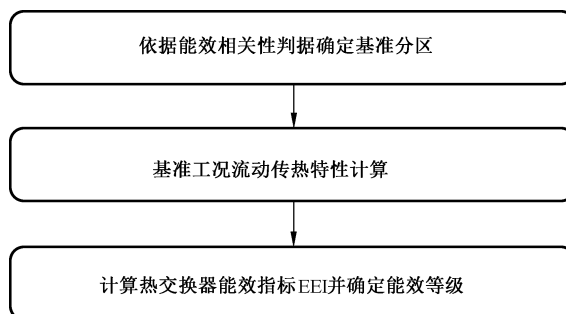 依据能效相关性判据确定基准分区
基准工况流动传热特性计算
计算热交换器能效指标EEI并确定能效等级